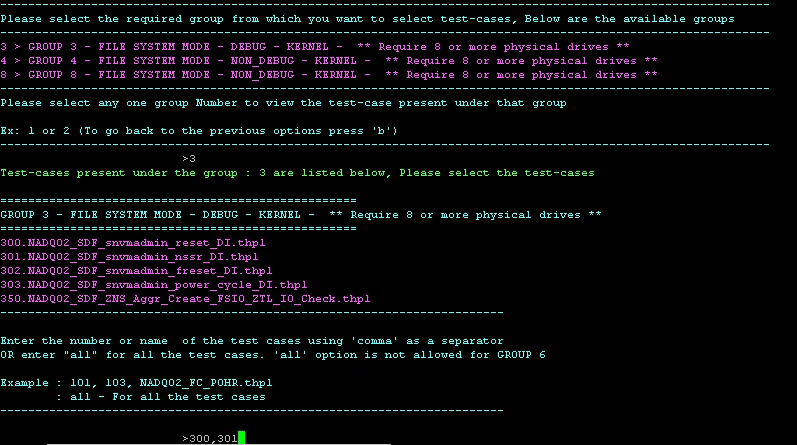 ------------------------------------------------------------------------------------------------------------
Please select the required group from which you want to select test-cases, Below are the available groups
------------------------------------------------------------------------------------------------------------
3 > GROUP 3 - FILE SYSTEM MODE - DEBUG - KERNEL -  ** Require 8 or more physical drives **
4 > GROUP 4 - FILE SYSTEM MODE - NON_DEBUG - KERNEL -  ** Require 8 or more physical drives **
8 > GROUP 8 - FILE SYSTEM MODE - NON_DEBUG - KERNEL -  ** Require 8 or more physical drives **
------------------------------------------------------------------------------------------------------------
Please select any one group Number to view the test-case present under that group
Ex: 1 or 2 (To go back to the previous options press 'b')
------------------------------------------------------------------------------------------------------------
>3
Test-cases present under the group : 3 are listed below, Please select the test-cases
===================================================
GROUP 3 - FILE SYSTEM MODE - DEBUG - KERNEL -  ** Require 8 or more physical drives **
===================================================
300.NADQ02_SDF_snvmadmin_reset_DI.thpl
301.NADQ02_SDF_snvmadmin_nssr_DI.thpl
302.NADQ02_SDF_snvmadmin_freset_DI.thpl
303.NADQ02_SDF_snvmadmin_power_cycle_DI.thpl
350.NADQ02_SDF_ZNS_Aggr_Create_FSIO_ZTL_IO_Check.thpl
------------------------------------------------------------------------
Enter the number or name  of the test cases using 'comma' as a separator
OR enter "all" for all the test cases. 'all' option is not allowed for GROUP 6
Example : 101, 103, NADQ02_FC_POHR.thpl
: all - For all the test cases
------------------------------------------------------------------------
>300,301